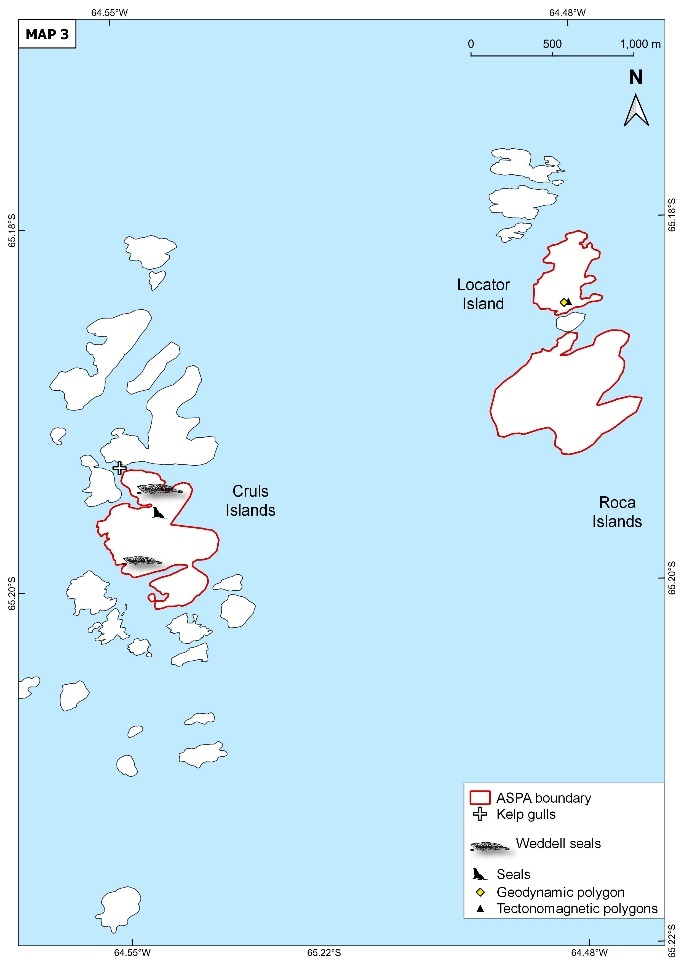 64.55°W
64.48°W
MAP 3
0 500 1,000 m
N
65.18°S
65.18°S
Locator
Island
Cruls
Islands
Roca
Islands
65.20°S
65.20°S
ASPA boundary
Kelp gulls
Weddell seals
Seals
Geodynamic polygon
Tectonomagnetic polygons
65.22°S
64.55°W
65.22°S
64.48°W